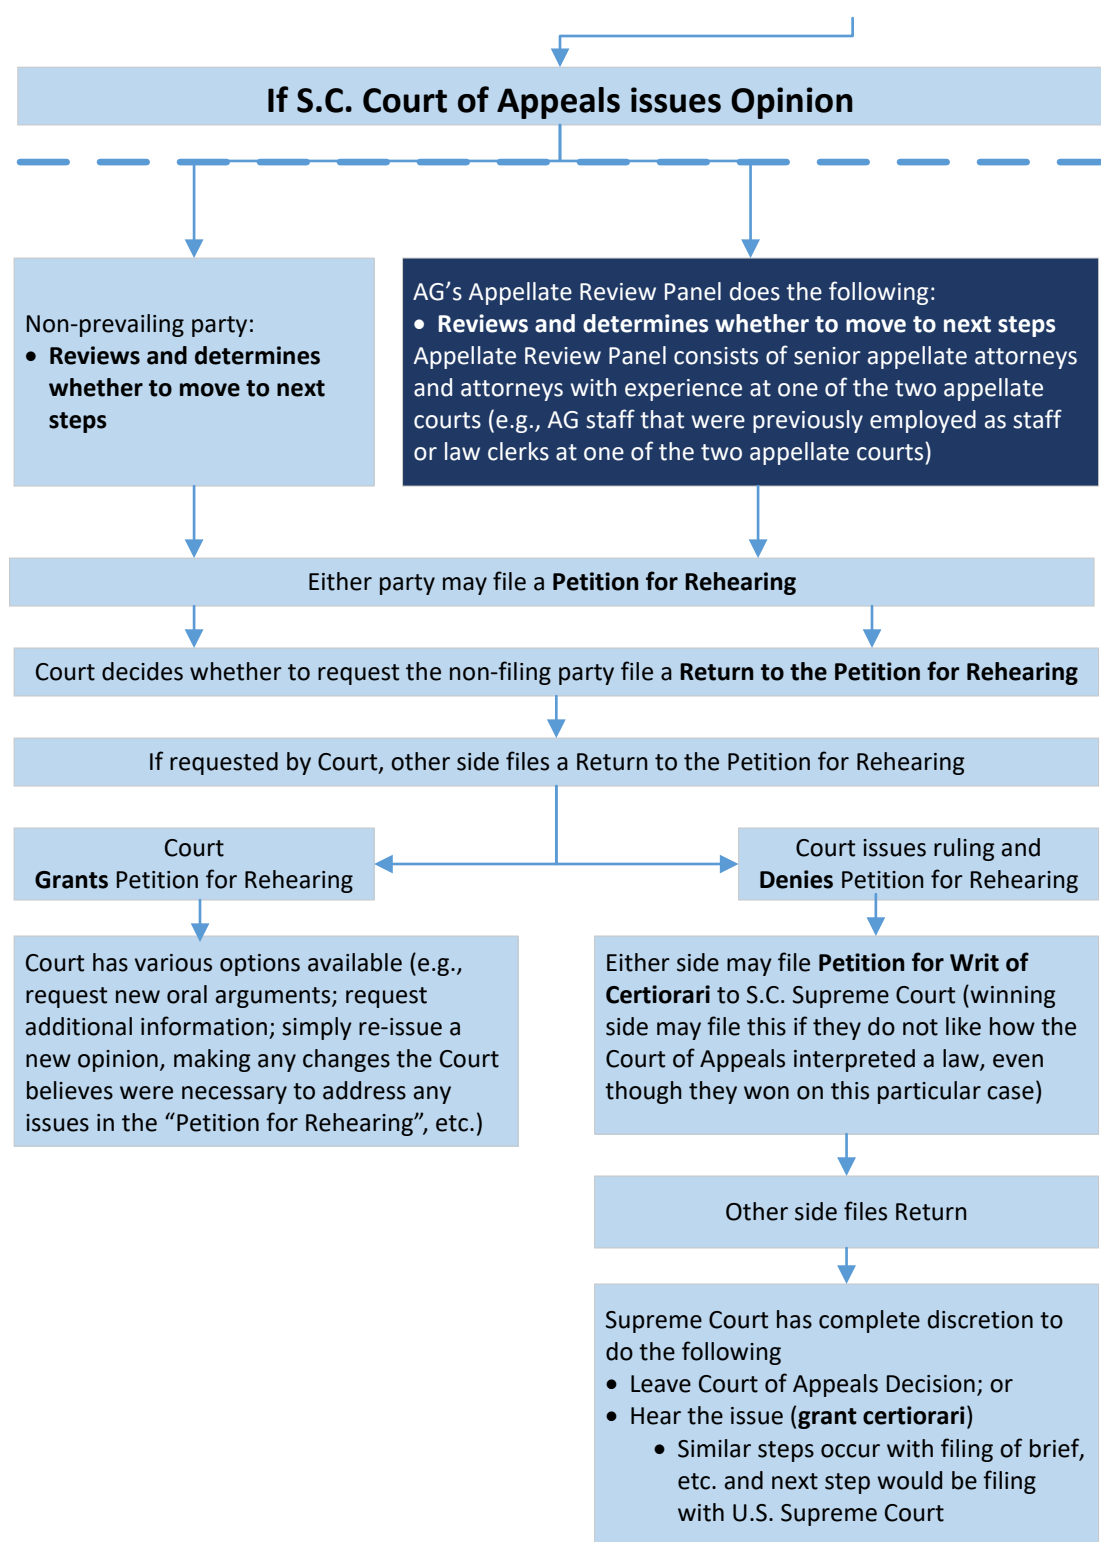 If S.C. Court of Appeals issues Opinion
Non-prevailing party:
• Reviews and determines
whether to move to next
steps
AG’s Appellate Review Panel does the following:
• Reviews and determines whether to move to next steps
Appellate Review Panel consists of senior appellate attorneys
and attorneys with experience at one of the two appellate
courts (e.g., AG staff that were previously employed as staff
or law clerks at one of the two appellate courts)
Either party may file a Petition for Rehearing
Court decides whether to request the non-filing party file a Return to the Petition for Rehearing
If requested by Court, other side files a Return to the Petition for Rehearing
Court
Grants Petition for Rehearing
Court issues ruling and
Denies Petition for Rehearing
Court has various options available (e.g.,
request new oral arguments; request
additional information; simply re-issue a
new opinion, making any changes the Court
believes were necessary to address any
issues in the “Petition for Rehearing”, etc.)
Either side may file Petition for Writ of
Certiorari to S.C. Supreme Court (winning
side may file this if they do not like how the
Court of Appeals interpreted a law, even
though they won on this particular case)
Other side files Return
Supreme Court has complete discretion to
do the following
• Leave Court of Appeals Decision; or
• Hear the issue (grant certiorari)
• Similar steps occur with filing of brief,
etc. and next step would be filing
with U.S. Supreme Court